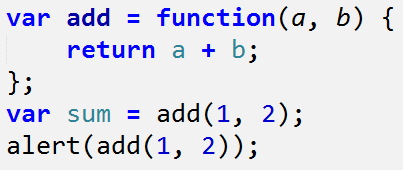 var add = function(a, b) {
    return a + b;
};
var sum = add(1, 2);
alert(add(1, 2));